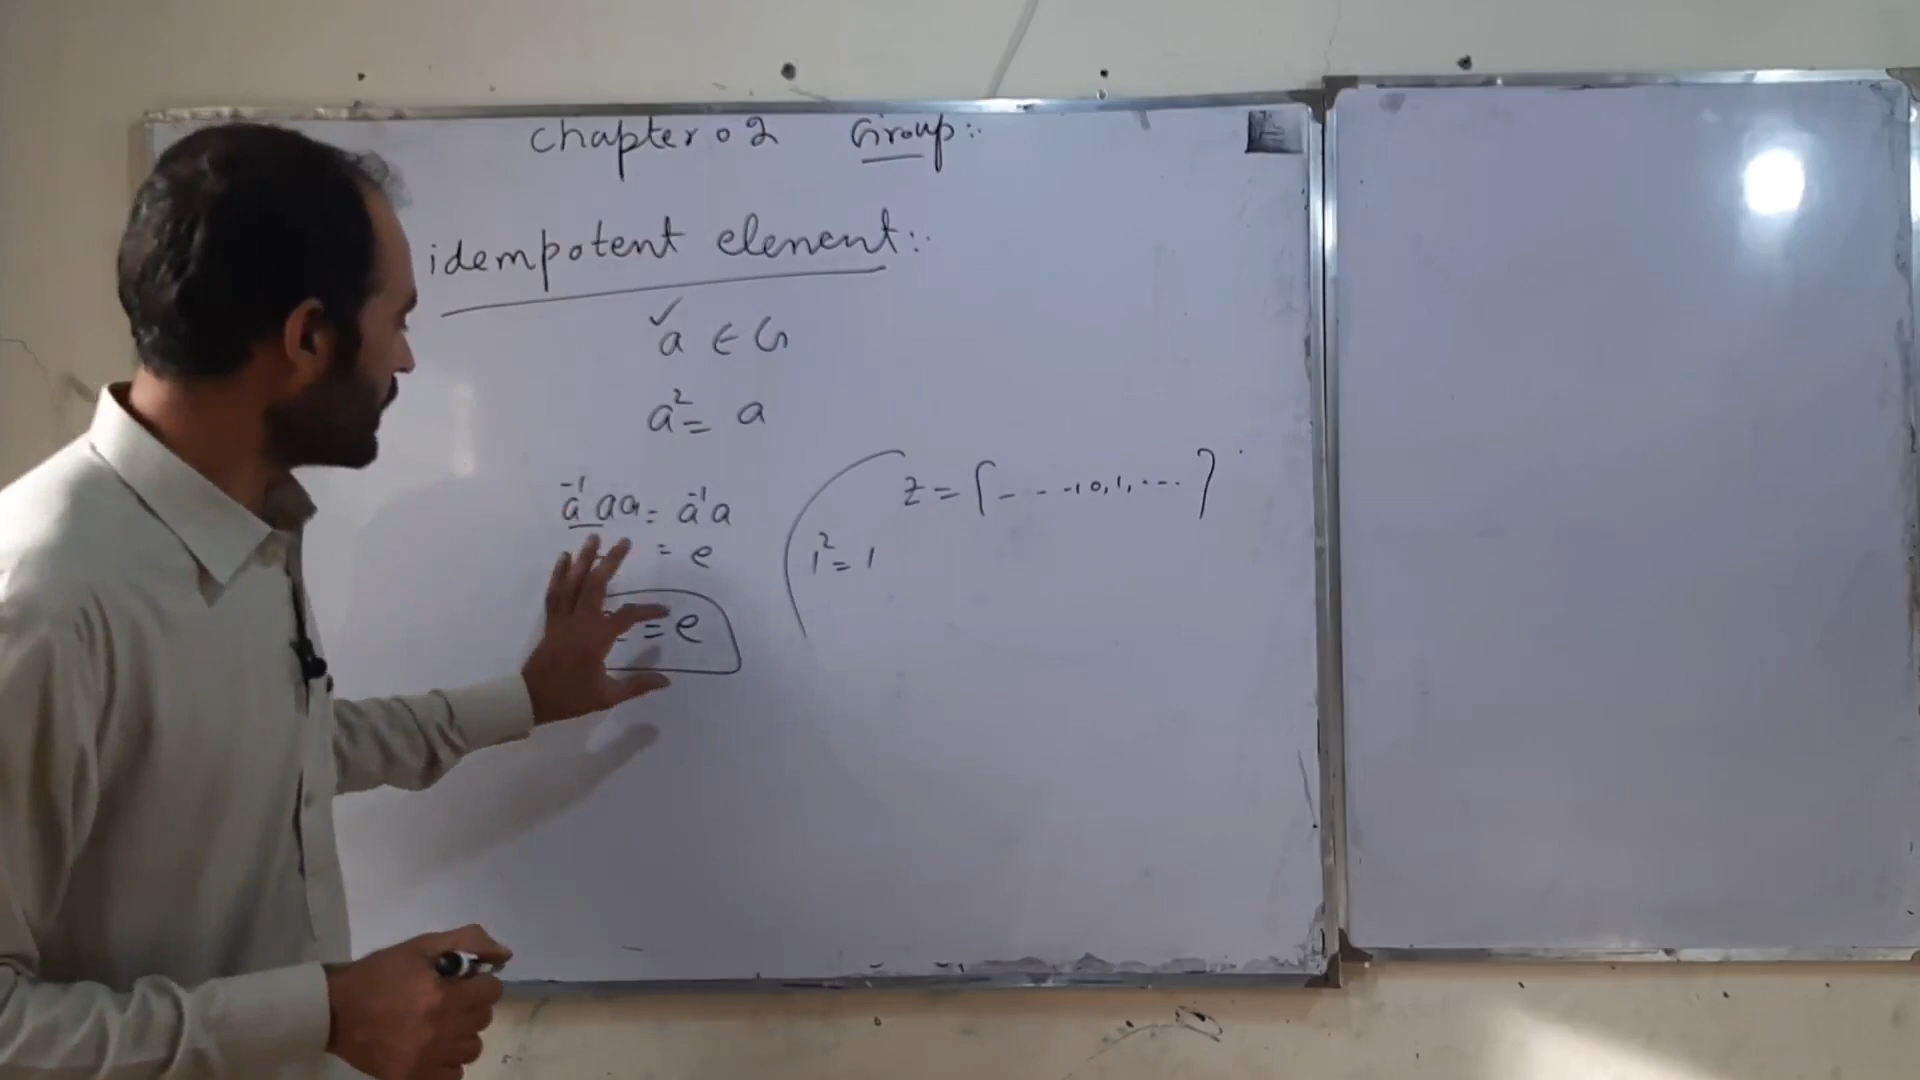 chapter 02 Group:.
idempotent element:.
✓
a ∈ G
a² = a
a⁻¹aa = a⁻¹a
= e
= e
Z = { - - -1 0, 1, .... }
1² = 1